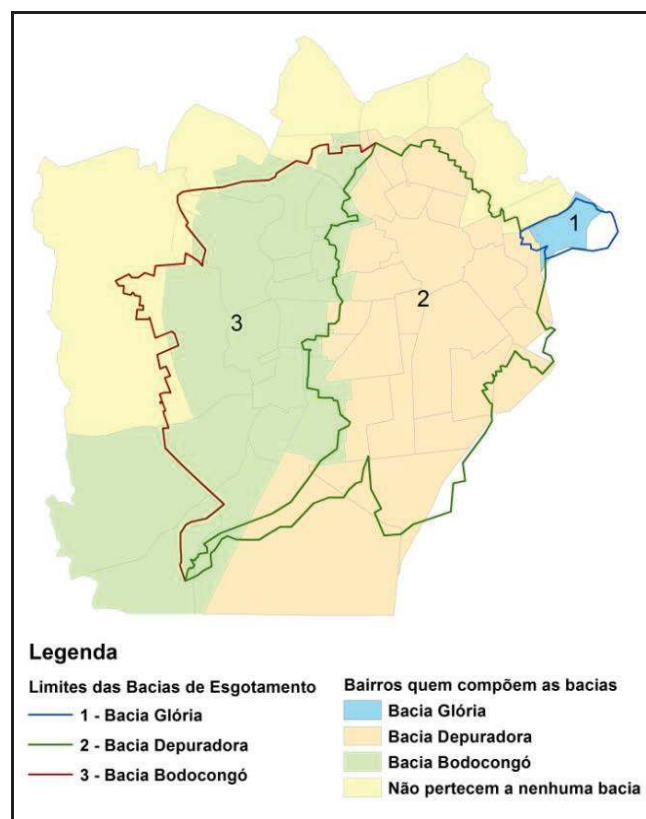 1
2
3
Legenda
Limites das Bacias de Esgotamento
1 - Bacia Glória
2 - Bacia Depuradora
3 - Bacia Bodocongó
Bairros quem compõem as bacias
Bacia Glória
Bacia Depuradora
Bacia Bodocongó
Não pertecem a nenhuma bacia